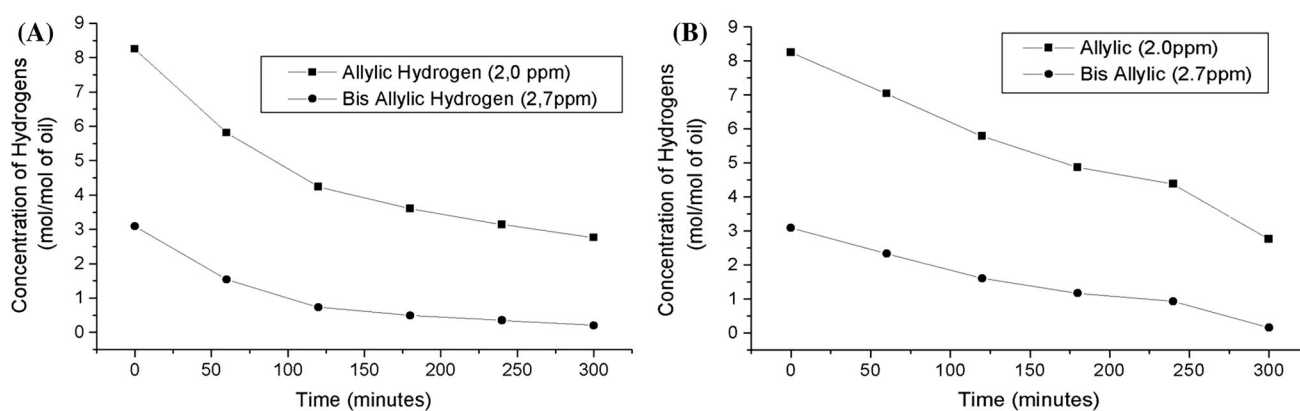 (A)
9
8
7
6
5
4
3
2
1
0
Concentration of Hydrogens
(mol/mol of oil)
Allylic Hydrogen (2,0 ppm)
Bis Allylic Hydrogen (2,7ppm)
0 50 100 150 200 250 300
Time (minutes)
(B)
9
8
7
6
5
4
3
2
1
0
Concentration of Hydrogens
(mol/mol of oil)
Allylic (2.0ppm)
Bis Allylic (2.7ppm)
0 50 100 150 200 250 300
Time (minutes)